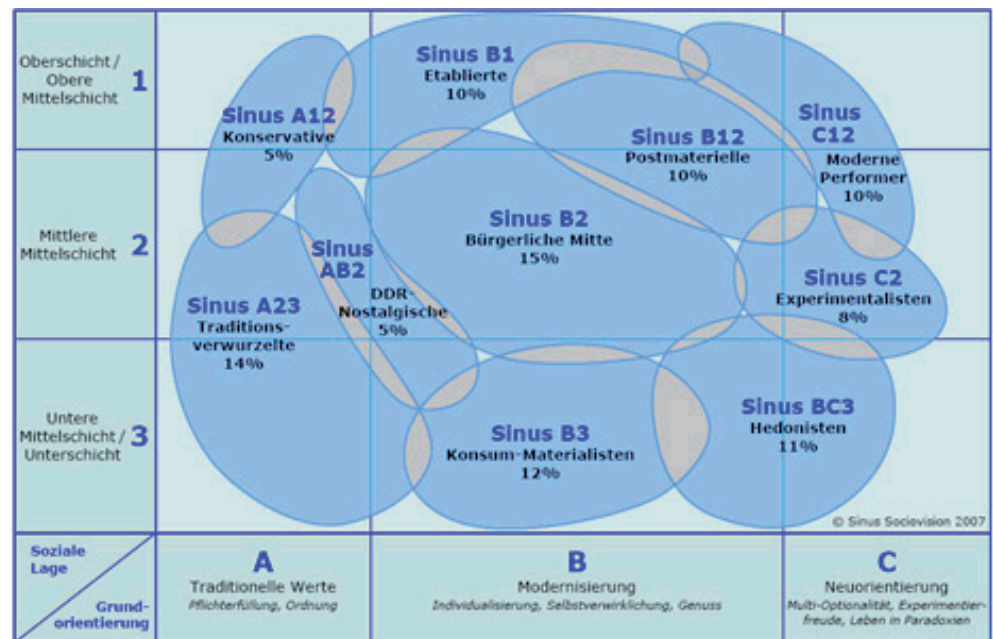 Oberschicht /
Obere
Mittelschicht
1
Sinus B1
Etablierte
10%
Sinus A12
Konservative
5%
Sinus B12
Postmaterielle
10%
Sinus
C12
Moderne
Performer
10%
Mittlere
Mittelschicht
2
Sinus B2
Bürgerliche Mitte
15%
Sinus
AB2
DDR-
Nostalgische
5%
Sinus A23
Traditions-
verwurzelte
14%
Sinus C2
Experimentalisten
8%
Untere
Mittelschicht /
Unterschicht
3
Sinus B3
Konsum-Materialisten
12%
Sinus BC3
Hedonisten
11%
© Sinus Sociovision 2007
Soziale
Lage
Grund-
orientierung
A
Traditionelle Werte
Pflichterfüllung, Ordnung
B
Modernisierung
Individualisierung, Selbstverwirklichung, Genuss
C
Neuorientierung
Multi-Optionalität, Experimentier-
freude, Leben in Paradoxien